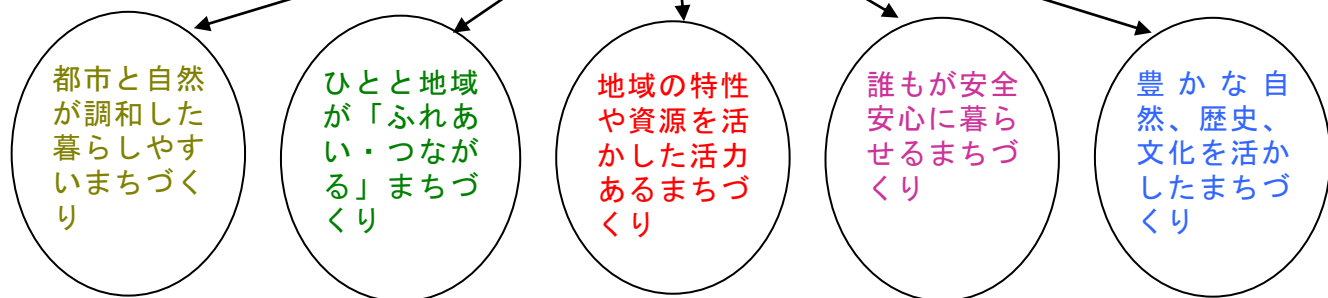 都市と自然
が調和した
暮らしやす
いまちづく
り
ひとと地域
が「ふれあ
い・つなが
る」まちづ
くり
地域の特性
や資源を活
かした活力
あるまちづ
くり
誰もが安全
安心に暮ら
せるまちづ
くり
豊かな自
然、歴史、
文化を活か
したまちづ
くり